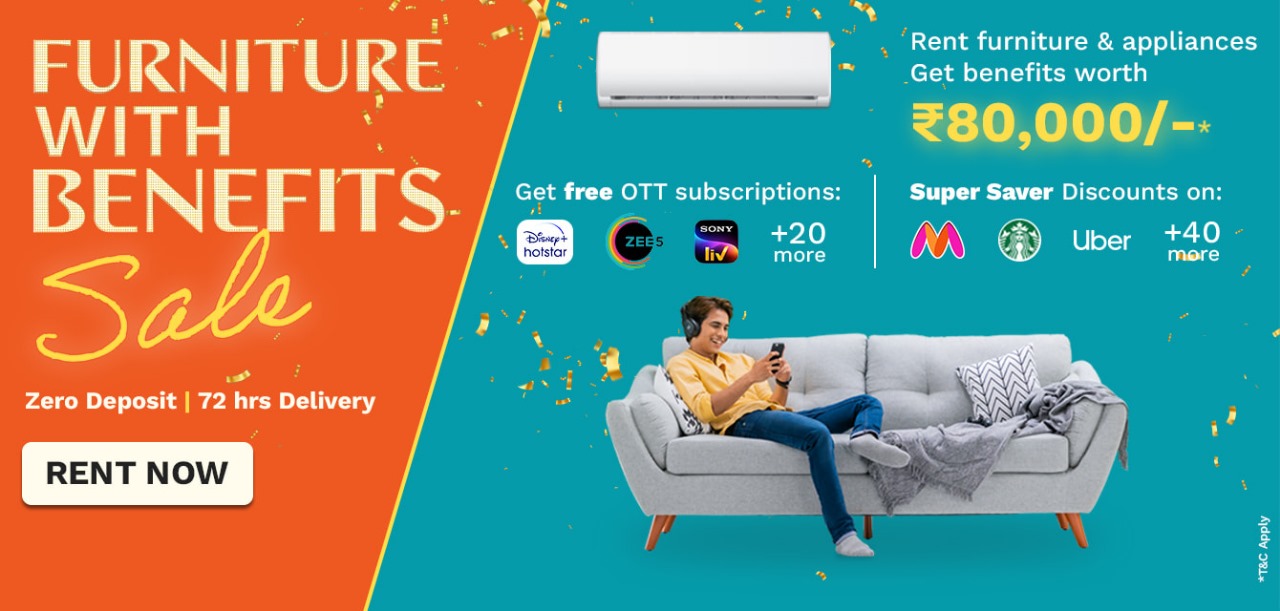 FURNITURE
WITH
BENEFITS
Sale
Zero Deposit | 72 hrs Delivery
RENT NOW
Rent furniture & appliances
Get benefits worth
₹80,000/-*
Get free OTT subscriptions:
Disney+
hotstar
ZEE5
SONY
liv
+20
more
Super Saver Discounts on:
Uber
+40
more
*T&C Apply